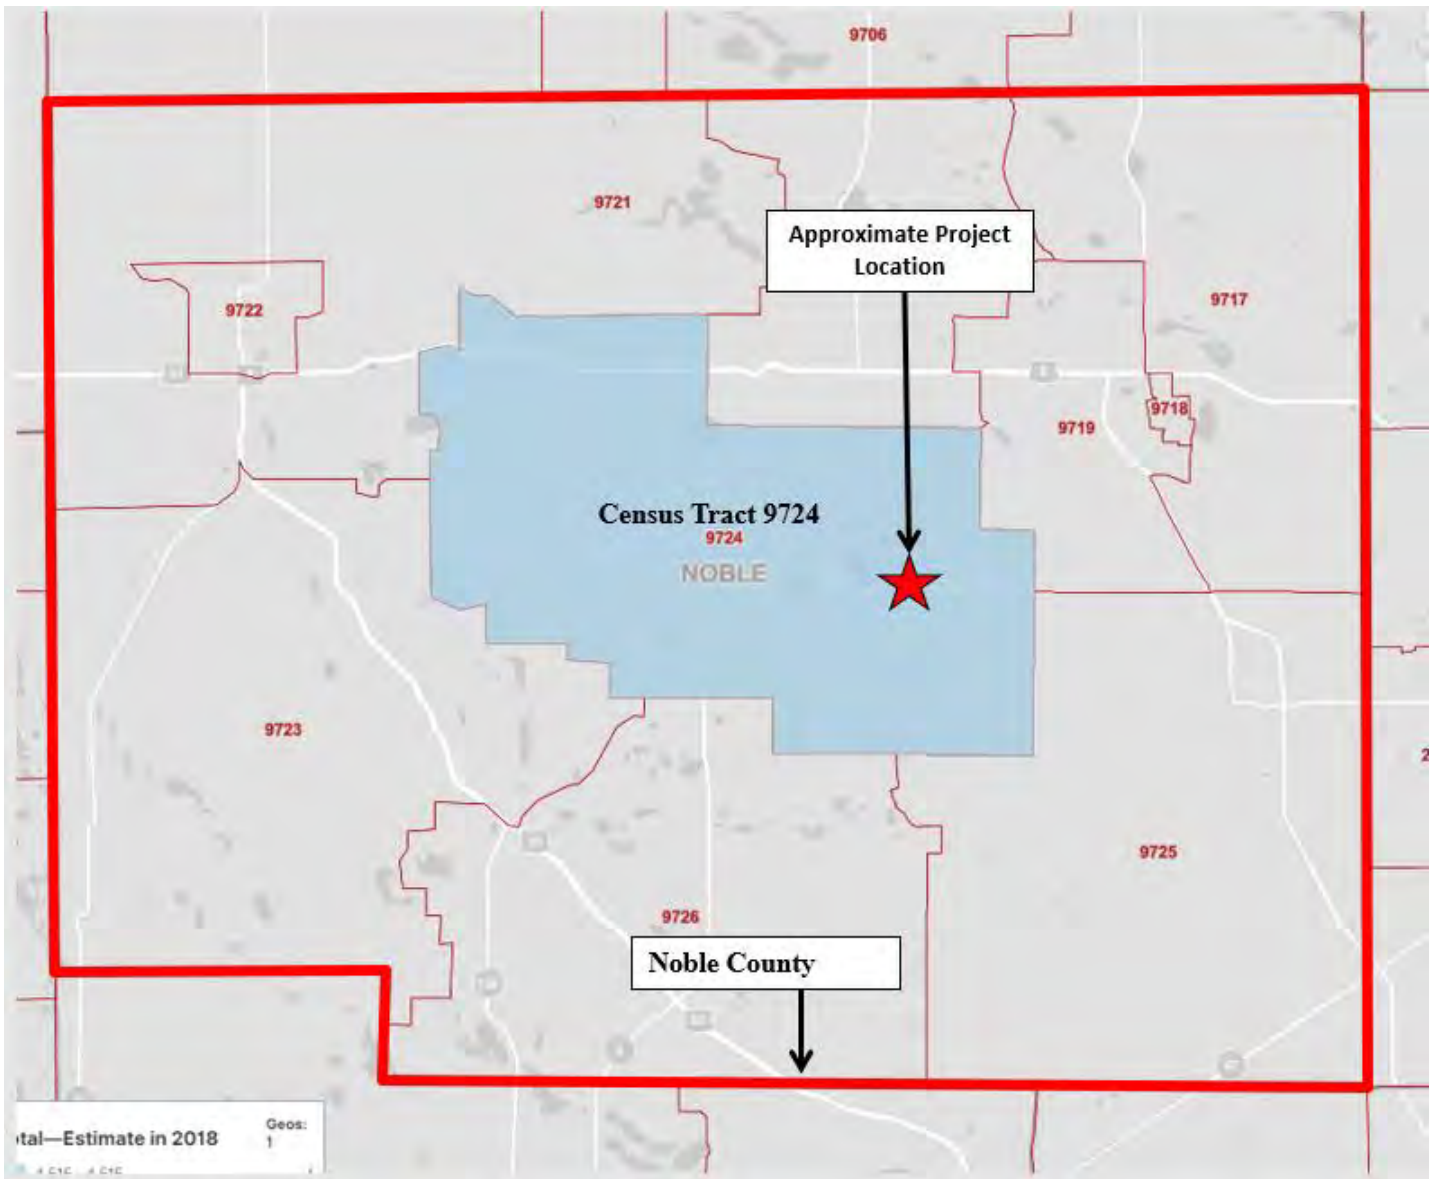 9706
9721
Approximate Project
Location
9717
9722
9718
9719
Census Tract 9724
9724
NOBLE
9723
9725
9726
Noble County
tal—Estimate in 2018
Geos:
1